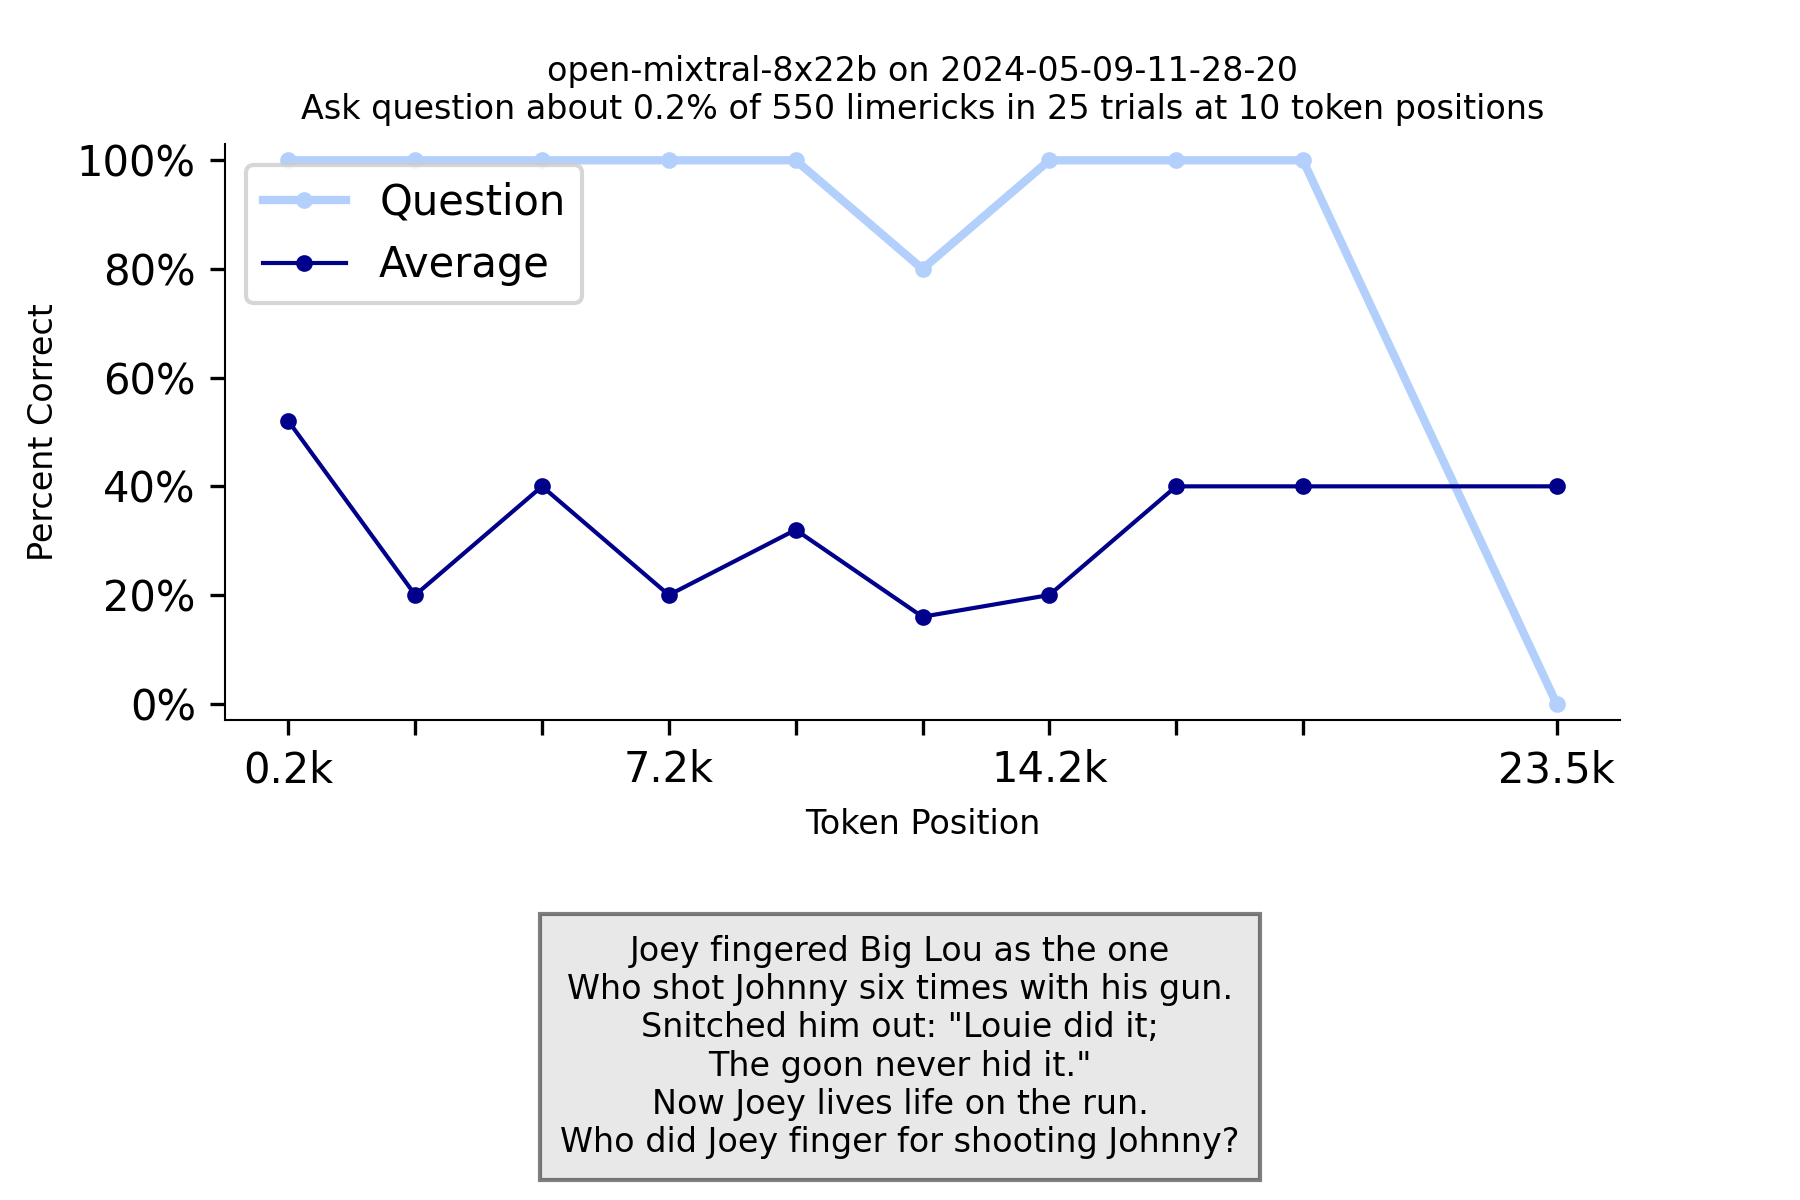 open-mixtral-8x22b on 2024-05-09-11-28-20
Ask question about 0.2% of 550 limericks in 25 trials at 10 token positions
100%
80%
60%
40%
20%
0%
Percent Correct
Question
Average
0.2k 7.2k 14.2k 23.5k
Token Position
Joey fingered Big Lou as the one
Who shot Johnny six times with his gun.
Snitched him out: "Louie did it;
The goon never hid it."
Now Joey lives life on the run.
Who did Joey finger for shooting Johnny?